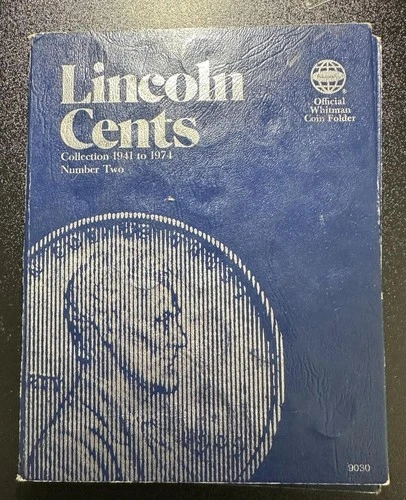 Lincoln
Cents
Collection 1941 to 1974
Number Two
Official
Whitman
Coin Folder
9030